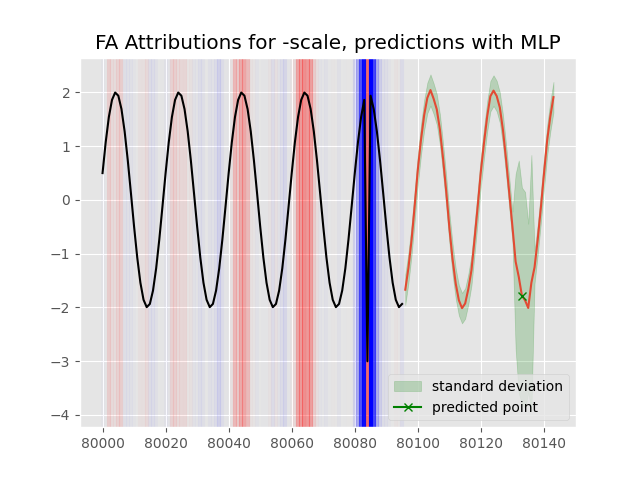 FA Attributions for -scale, predictions with MLP
2
1
0
−1
−2
−3
−4
standard deviation
predicted point
80000 80020 80040 80060 80080 80100 80120 80140